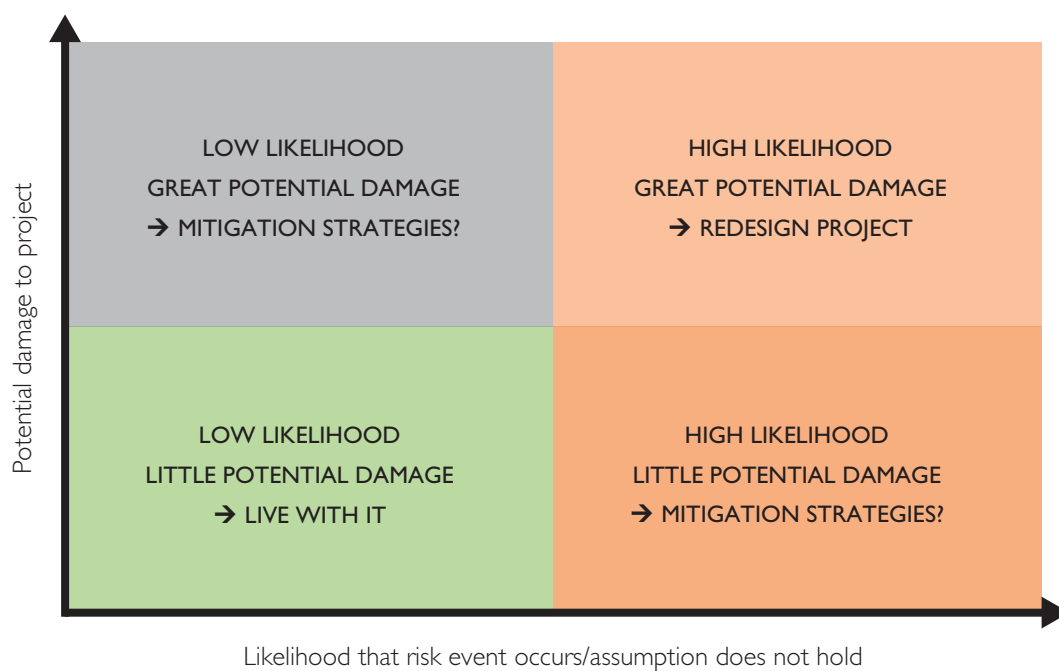 Potential damage to project
LOW LIKELIHOOD
GREAT POTENTIAL DAMAGE
→ MITIGATION STRATEGIES?
HIGH LIKELIHOOD
GREAT POTENTIAL DAMAGE
→ REDESIGN PROJECT
LOW LIKELIHOOD
LITTLE POTENTIAL DAMAGE
→ LIVE WITH IT
HIGH LIKELIHOOD
LITTLE POTENTIAL DAMAGE
→ MITIGATION STRATEGIES?
Likelihood that risk event occurs/assumption does not hold